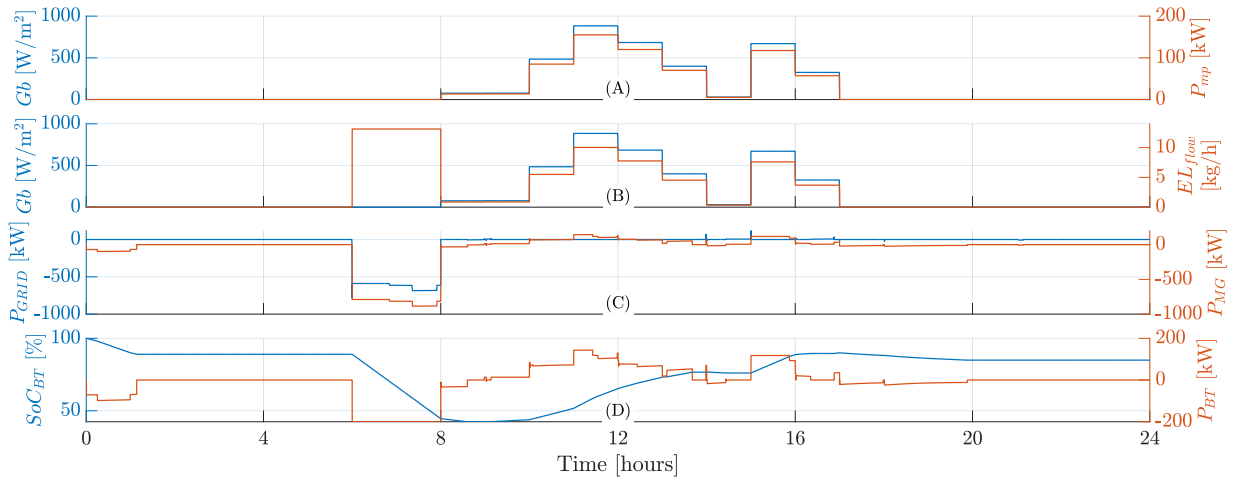 1000
500
0
Gb [W/m²]
(A)
200
100
0
P_mp [kW]
1000
500
0
Gb [W/m²]
(B)
10
5
0
EL_flow
[kg/h]
0
-500
-1000
P_GRID [kW]
(C)
0
-500
-1000
P_MG [kW]
100
50
SoC_BT [%]
(D)
200
0
-200
P_BT [kW]
0 4 8 12 16 20 24
Time [hours]